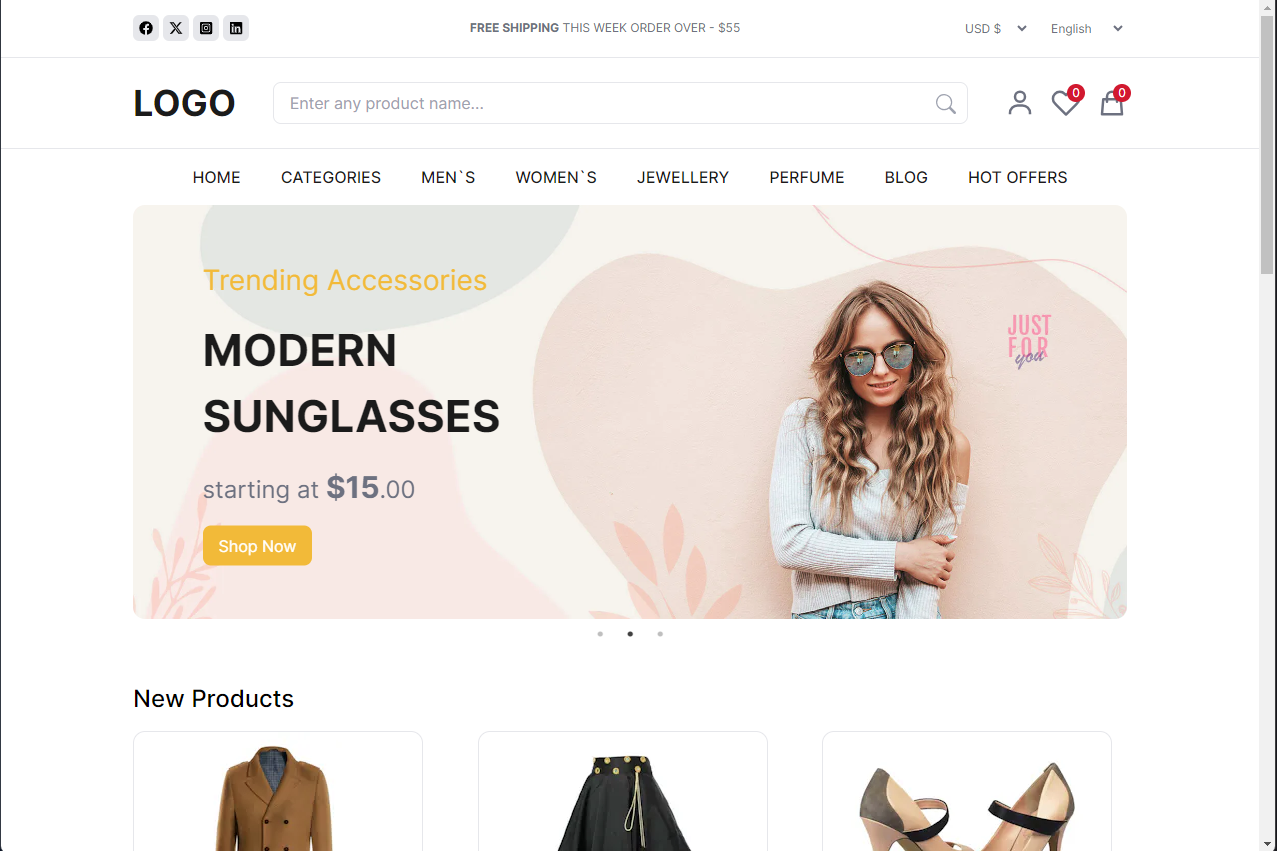 FREE SHIPPING THIS WEEK ORDER OVER - $55
USD $
English
LOGO
Enter any product name...
0
0
HOME
CATEGORIES
MEN`S
WOMEN`S
JEWELLERY
PERFUME
BLOG
HOT OFFERS
Trending Accessories
MODERN
SUNGLASSES
starting at $15.00
Shop Now
JUST
FOR
you
New Products